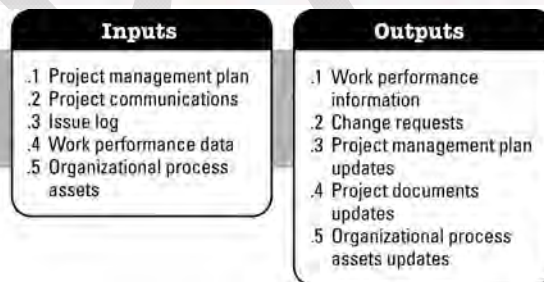 Inputs
.1 Project management plan
.2 Project communications
.3 Issue log
.4 Work performance data
.5 Organizational process
assets
Outputs
.1 Work performance
information
.2 Change requests
.3 Project management plan
updates
.4 Project documents
updates
.5 Organizational process
assets updates